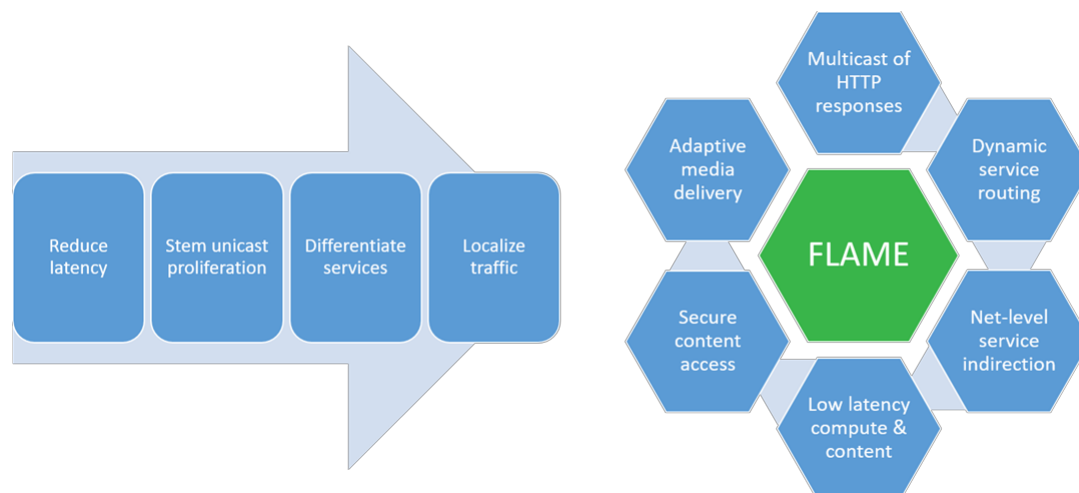 Reduce
latency
Stem unicast
proliferation
Differentiate
services
Localize
traffic
Multicast of
HTTP
responses
Dynamic
service
routing
Net-level
service
indirection
Low latency
compute &
content
Secure
content
access
Adaptive
media
delivery
FLAME